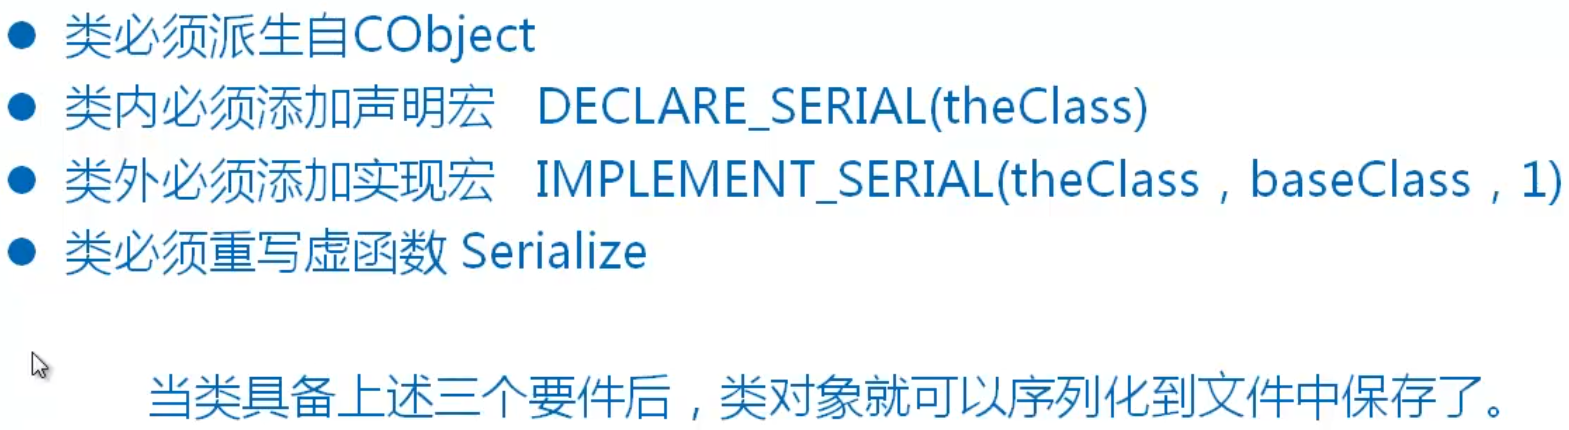 ● 类必须派生自CObject
● 类内必须添加声明宏 DECLARE_SERIAL(theClass)
● 类外必须添加实现宏 IMPLEMENT_SERIAL(theClass，baseClass，1)
● 类必须重写虚函数 Serialize
当类具备上述三个要件后，类对象就可以序列化到文件中保存了。